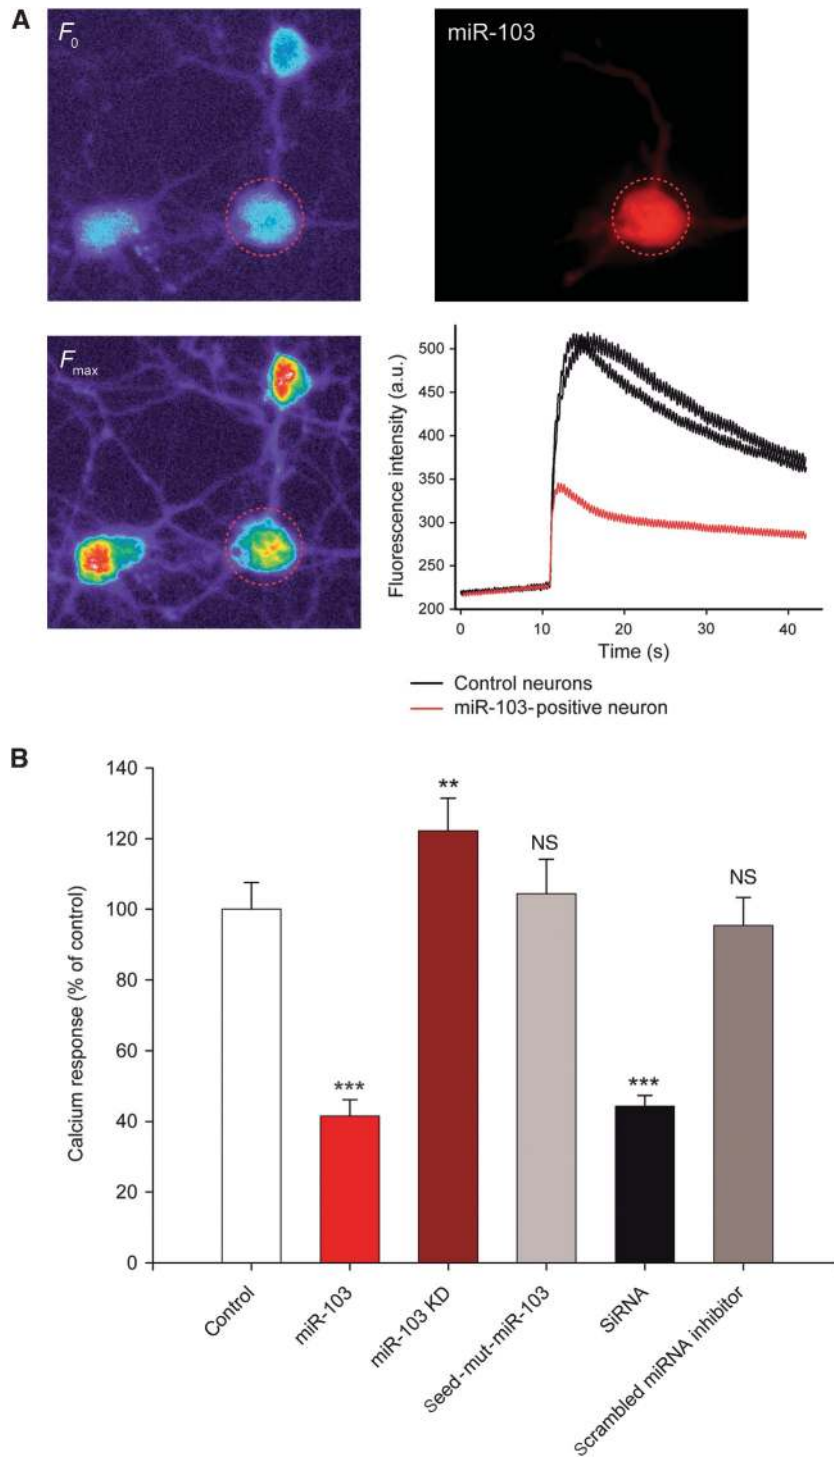 A
F0
miR-103
Fmax
Fluorescence intensity (a.u.)
500
450
400
350
300
250
200
0 10 20 30 40
Time (s)
Control neurons
miR-103-positive neuron
B
Calcium response (% of control)
140
120
100
80
60
40
20
0
***
**
NS
***
NS
Control
miR-103
miR-103 KD
Seed-mut-miR-103
SiRNA
Scrambled miRNA inhibitor